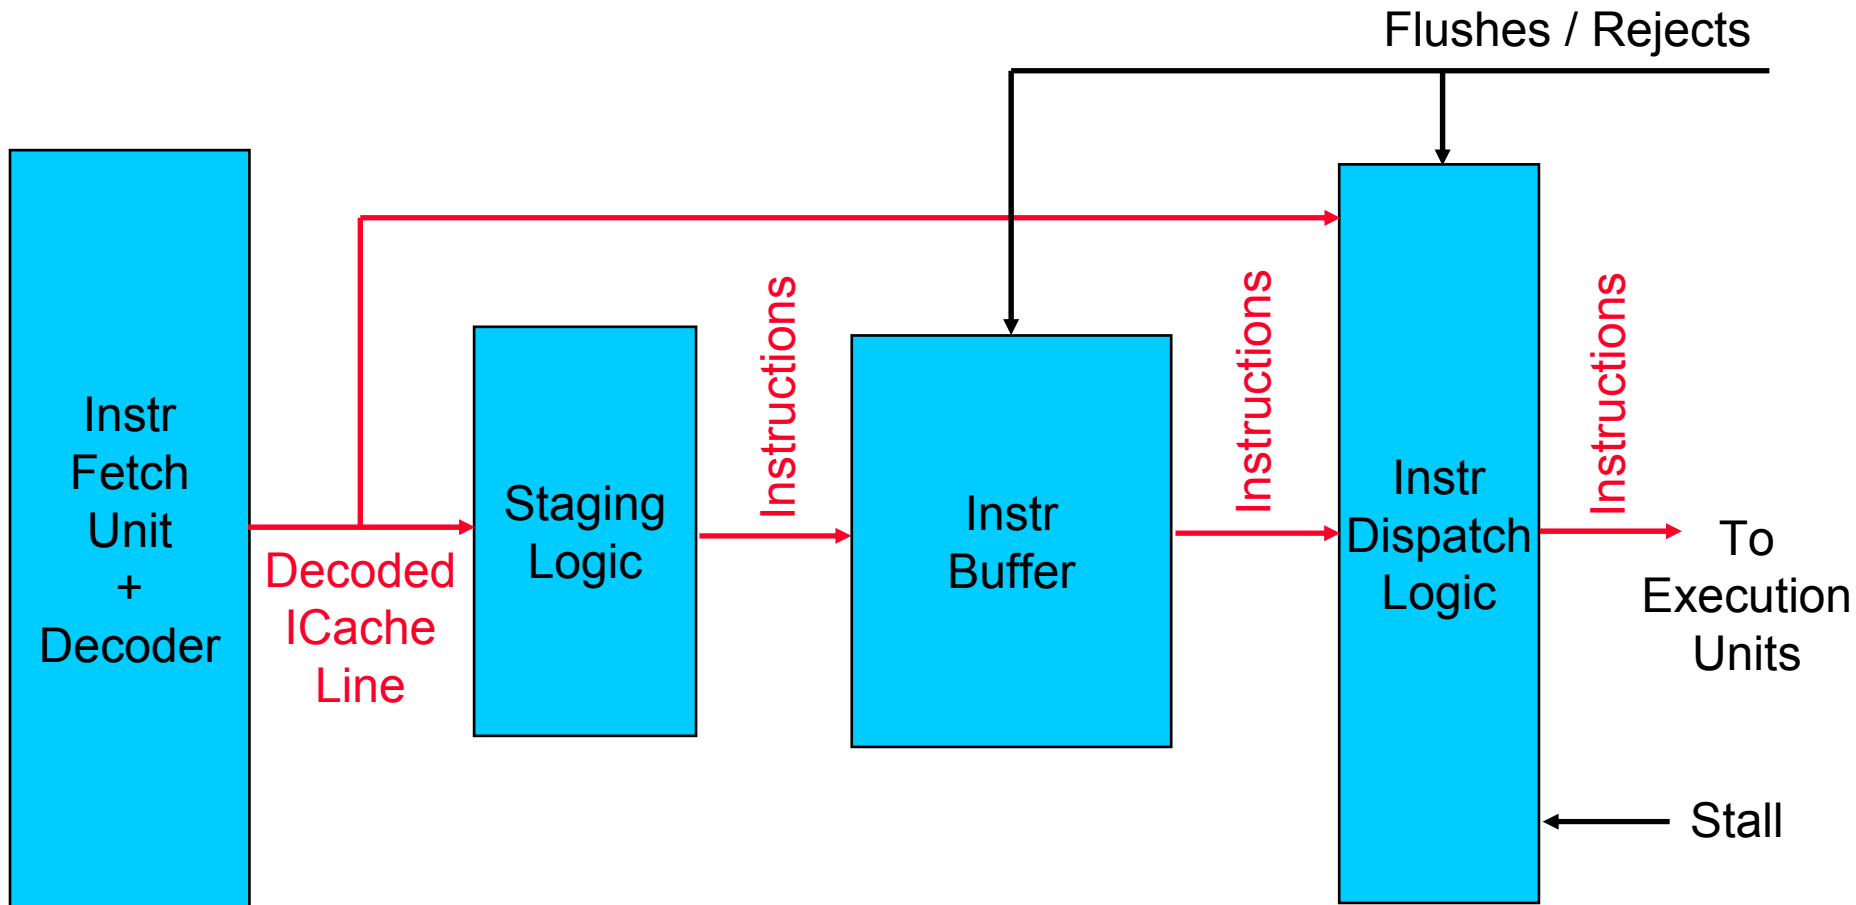 Flushes / Rejects
Instr
Fetch
Unit
+
Decoder
Decoded
ICache
Line
Staging
Logic
Instructions
Instr
Buffer
Instructions
Instr
Dispatch
Logic
Instructions
To
Execution
Units
Stall